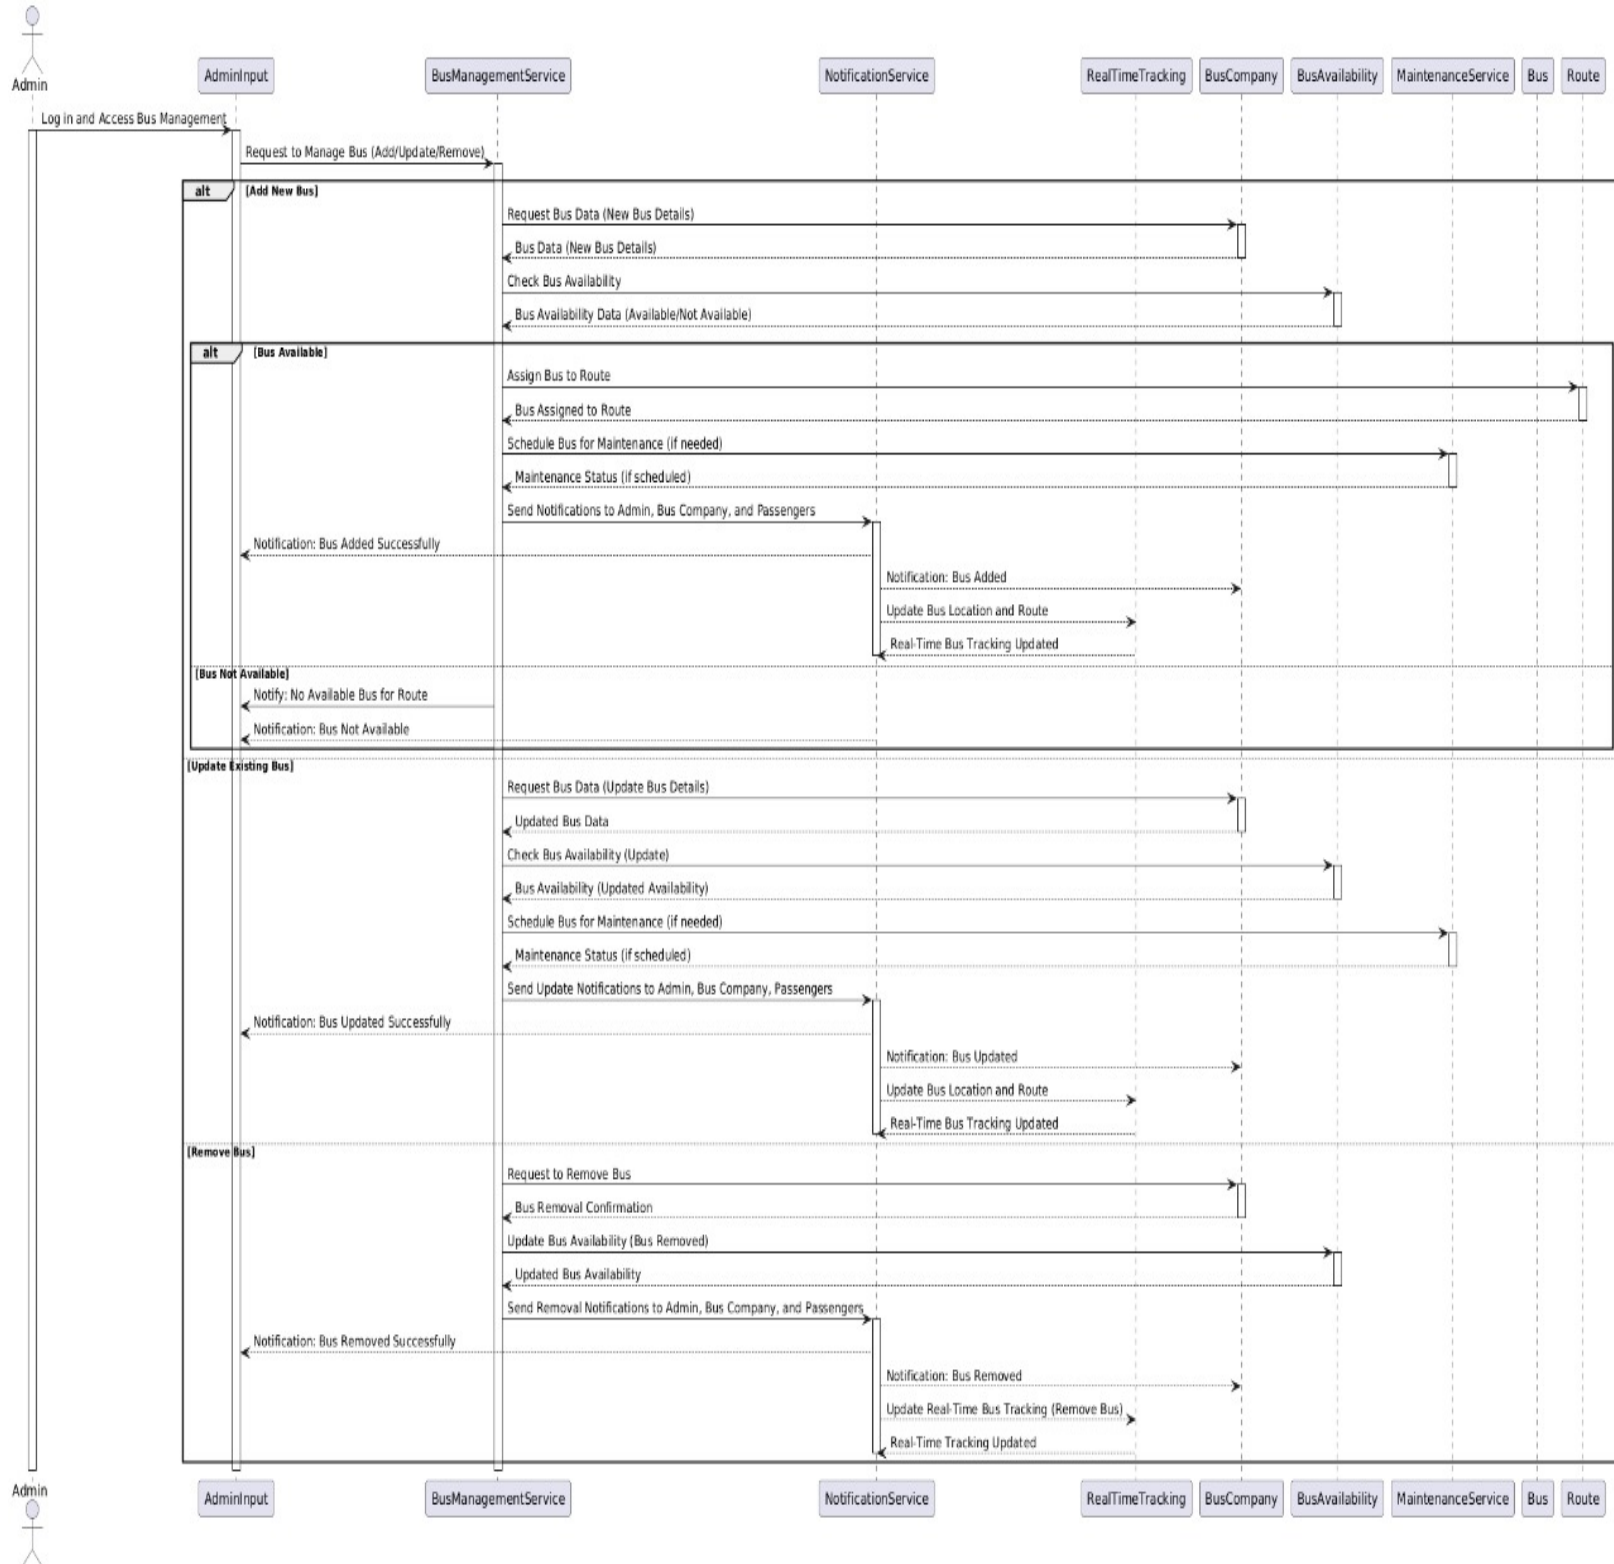 Admin
AdminInput
BusManagementService
NotificationService
RealTimeTracking
BusCompany
BusAvailability
MaintenanceService
Bus
Route
Log in and Access Bus Management
Request to Manage Bus (Add/Update/Remove)
alt [Add New Bus]
Request Bus Data (New Bus Details)
Bus Data (New Bus Details)
Check Bus Availability
Bus Availability Data (Available/Not Available)
alt [Bus Available]
Assign Bus to Route
Bus Assigned to Route
Schedule Bus for Maintenance (if needed)
Maintenance Status (if scheduled)
Send Notifications to Admin, Bus Company, and Passengers
Notification: Bus Added Successfully
Notification: Bus Added
Update Bus Location and Route
Real-Time Bus Tracking Updated
[Bus Not Available]
Notify: No Available Bus for Route
Notification: Bus Not Available
[Update Existing Bus]
Request Bus Data (Update Bus Details)
Updated Bus Data
Check Bus Availability (Update)
Bus Availability (Updated Availability)
Schedule Bus for Maintenance (if needed)
Maintenance Status (if scheduled)
Send Update Notifications to Admin, Bus Company, Passengers
Notification: Bus Updated Successfully
Notification: Bus Updated
Update Bus Location and Route
Real-Time Bus Tracking Updated
[Remove Bus]
Request to Remove Bus
Bus Removal Confirmation
Update Bus Availability (Bus Removed)
Updated Bus Availability
Send Removal Notifications to Admin, Bus Company, and Passengers
Notification: Bus Removed Successfully
Notification: Bus Removed
Update Real-Time Bus Tracking (Remove Bus)
Real-Time Tracking Updated
Admin
AdminInput
BusManagementService
NotificationService
RealTimeTracking
BusCompany
BusAvailability
MaintenanceService
Bus
Route